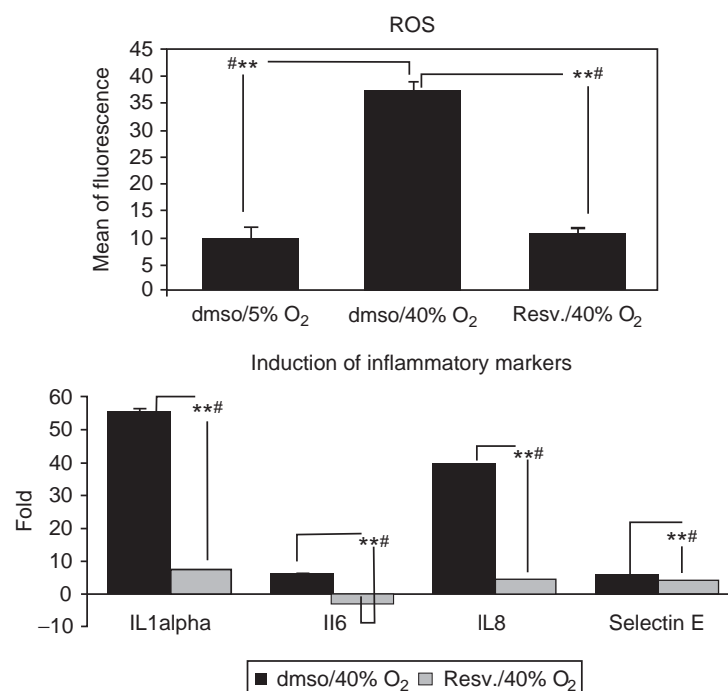 ROS
Mean of fluorescence
45
40
35
30
25
20
15
10
5
0
#**
**#
dmso/5% O₂
dmso/40% O₂
Resv./40% O₂
Induction of inflammatory markers
Fold
60
50
40
30
20
10
0
–10
**#
**#
**#
**#
IL1alpha
Il6
IL8
Selectin E
dmso/40% O₂
Resv./40% O₂